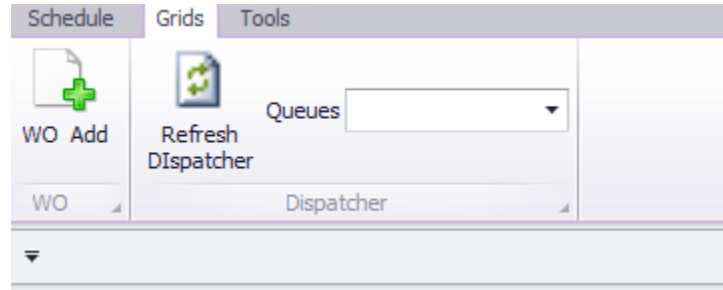 Schedule Grids Tools
WO Add
Refresh
DIspatcher
Queues
WO
Dispatcher